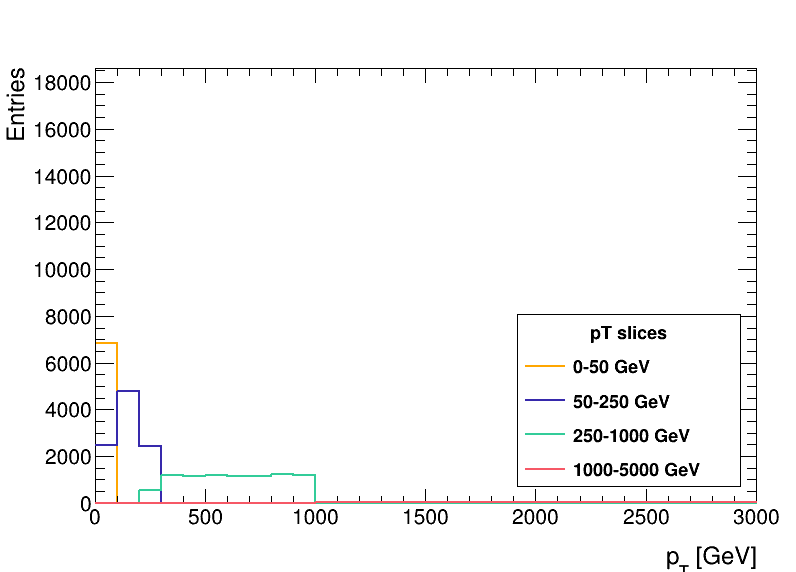 Entries
18000
16000
14000
12000
10000
8000
6000
4000
2000
0
0 500 1000 1500 2000 2500 3000
p_T [GeV]
pT slices
0-50 GeV
50-250 GeV
250-1000 GeV
1000-5000 GeV